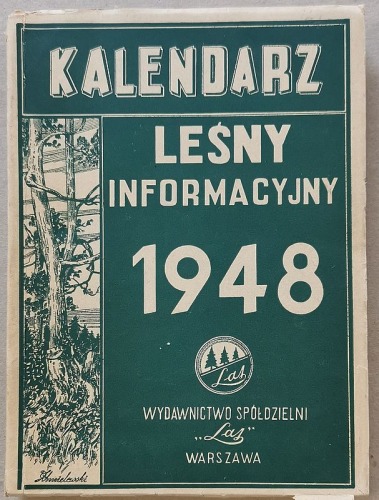 KALENDARZ
LEŚNY
INFORMACYJNY
1948
Las
WYDAWNICTWO SPÓŁDZIELNI
„Las”
WARSZAWA